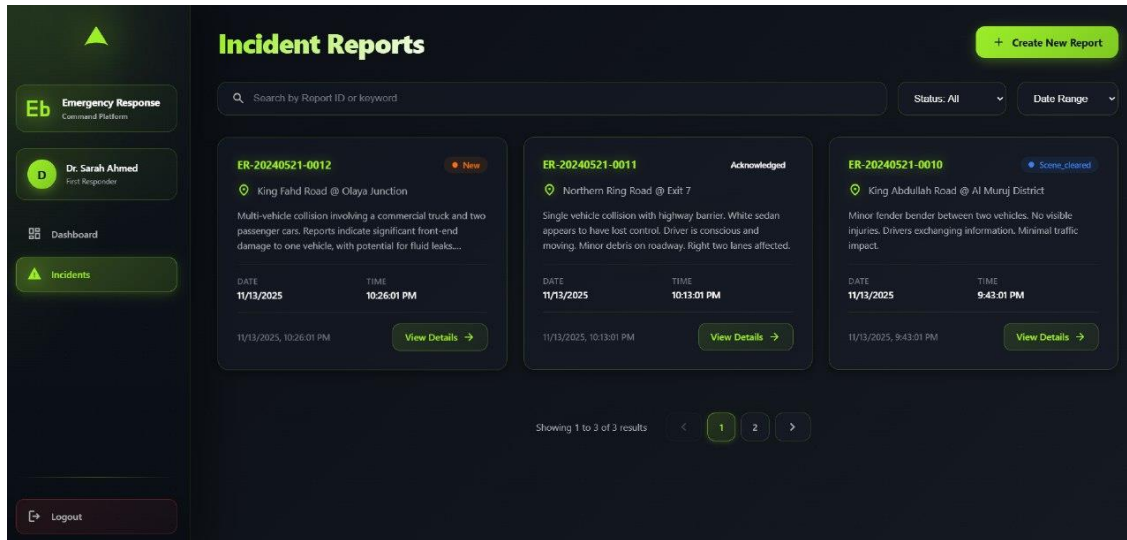 Incident Reports
+ Create New Report
Eb
Emergency Response
Command Platform
D
Dr. Sarah Ahmed
First Responder
Dashboard
Incidents
Logout
Search by Report ID or keyword
Status: All
Date Range
ER-20240521-0012
New
King Fahd Road @ Olaya Junction
Multi-vehicle collision involving a commercial truck and two
passenger cars. Reports indicate significant front-end
damage to one vehicle, with potential for fluid leaks....
DATE
TIME
11/13/2025
10:26:01 PM
11/13/2025, 10:26:01 PM
View Details →
ER-20240521-0011
Acknowledged
Northern Ring Road @ Exit 7
Single vehicle collision with highway barrier. White sedan
appears to have lost control. Driver is conscious and
moving. Minor debris on roadway. Right two lanes affected.
DATE
TIME
11/13/2025
10:13:01 PM
11/13/2025, 10:13:01 PM
View Details →
ER-20240521-0010
Scene_cleared
King Abdullah Road @ Al Muruj District
Minor fender bender between two vehicles. No visible
injuries. Drivers exchanging information. Minimal traffic
impact.
DATE
TIME
11/13/2025
9:43:01 PM
11/13/2025, 9:43:01 PM
View Details →
Showing 1 to 3 of 3 results
1
2